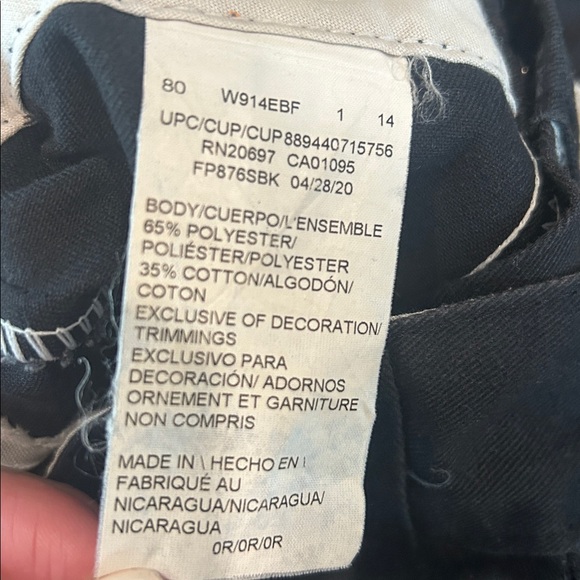 80 W914EBF 1 14
UPC/CUP/CUP889440715756
RN20697 CA01095
FP876SBK 04/28/20
BODY/CUERPO/L'ENSEMBLE
65% POLYESTER/
POLIÉSTER/POLYESTER
35% COTTON/ALGODÓN/
COTON
EXCLUSIVE OF DECORATION/
TRIMMINGS
EXCLUSIVO PARA
DECORACIÓN/ ADORNOS
ORNEMENT ET GARNITURE
NON COMPRIS
MADE IN \ HECHO EN \
FABRIQUÉ AU
NICARAGUA/NICARAGUA/
NICARAGUA
0R/0R/0R